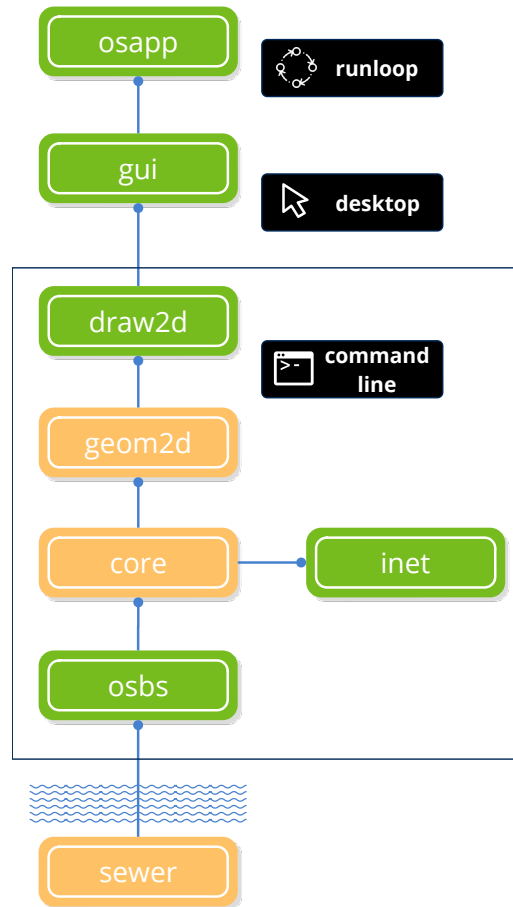 osapp
runloop
gui
desktop
draw2d
command
line
>-
geom2d
core
inet
osbs
sewer